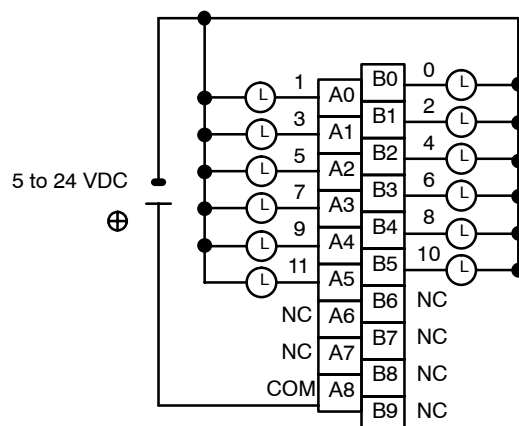 0
1 L A0 B0 L
2
3 L A1 B1 L
4
5 L A2 B2 L
5 to 24 VDC
6
7 L A3 B3 L
8
9 L A4 B4 L
10
11 L A5 B5 L
NC A6 B6 NC
NC A7 B7 NC
COM A8 B8 NC
B9 NC